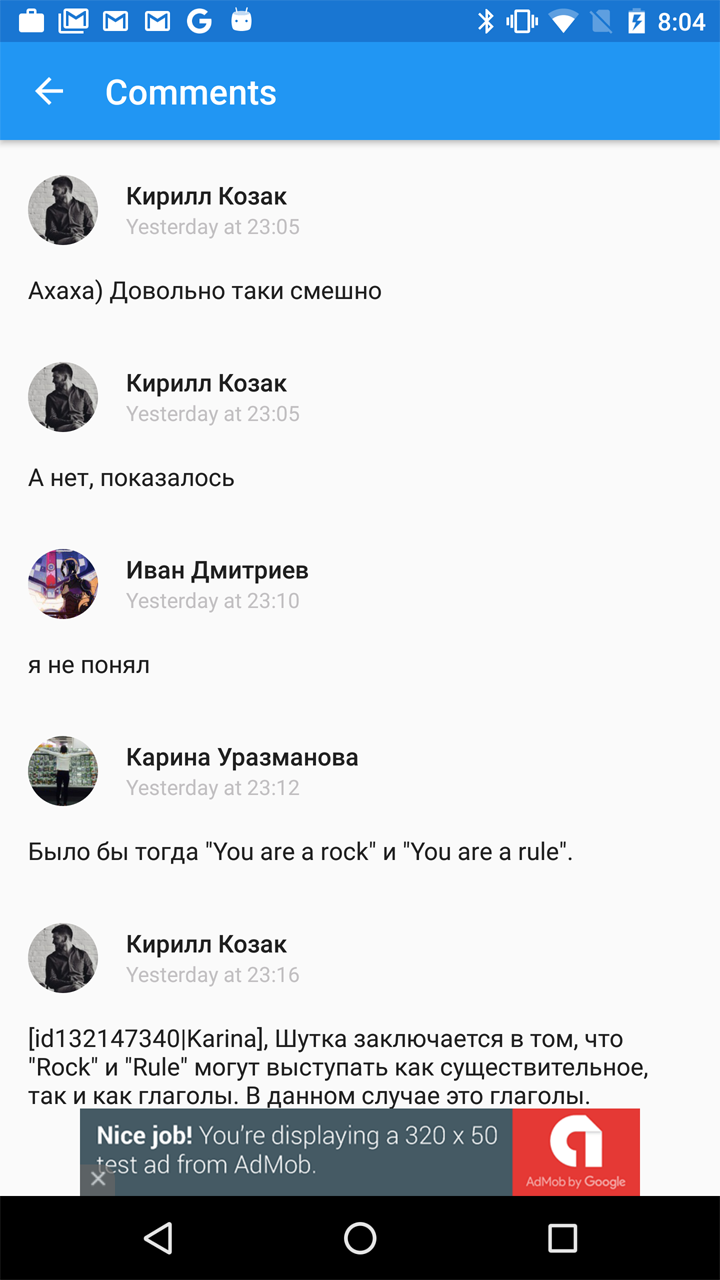 8:04
Comments
Кирилл Козак
Yesterday at 23:05
Ахаха) Довольно таки смешно
Кирилл Козак
Yesterday at 23:05
А нет, показалось
Иван Дмитриев
Yesterday at 23:10
я не понял
Карина Уразманова
Yesterday at 23:12
Было бы тогда "You are a rock" и "You are a rule".
Кирилл Козак
Yesterday at 23:16
[id132147340|Karina], Шутка заключается в том, что
"Rock" и "Rule" могут выступать как существительное,
так и как глаголы. В данном случае это глаголы.
Nice job! You're displaying a 320 x 50
test ad from AdMob.
AdMob by Google